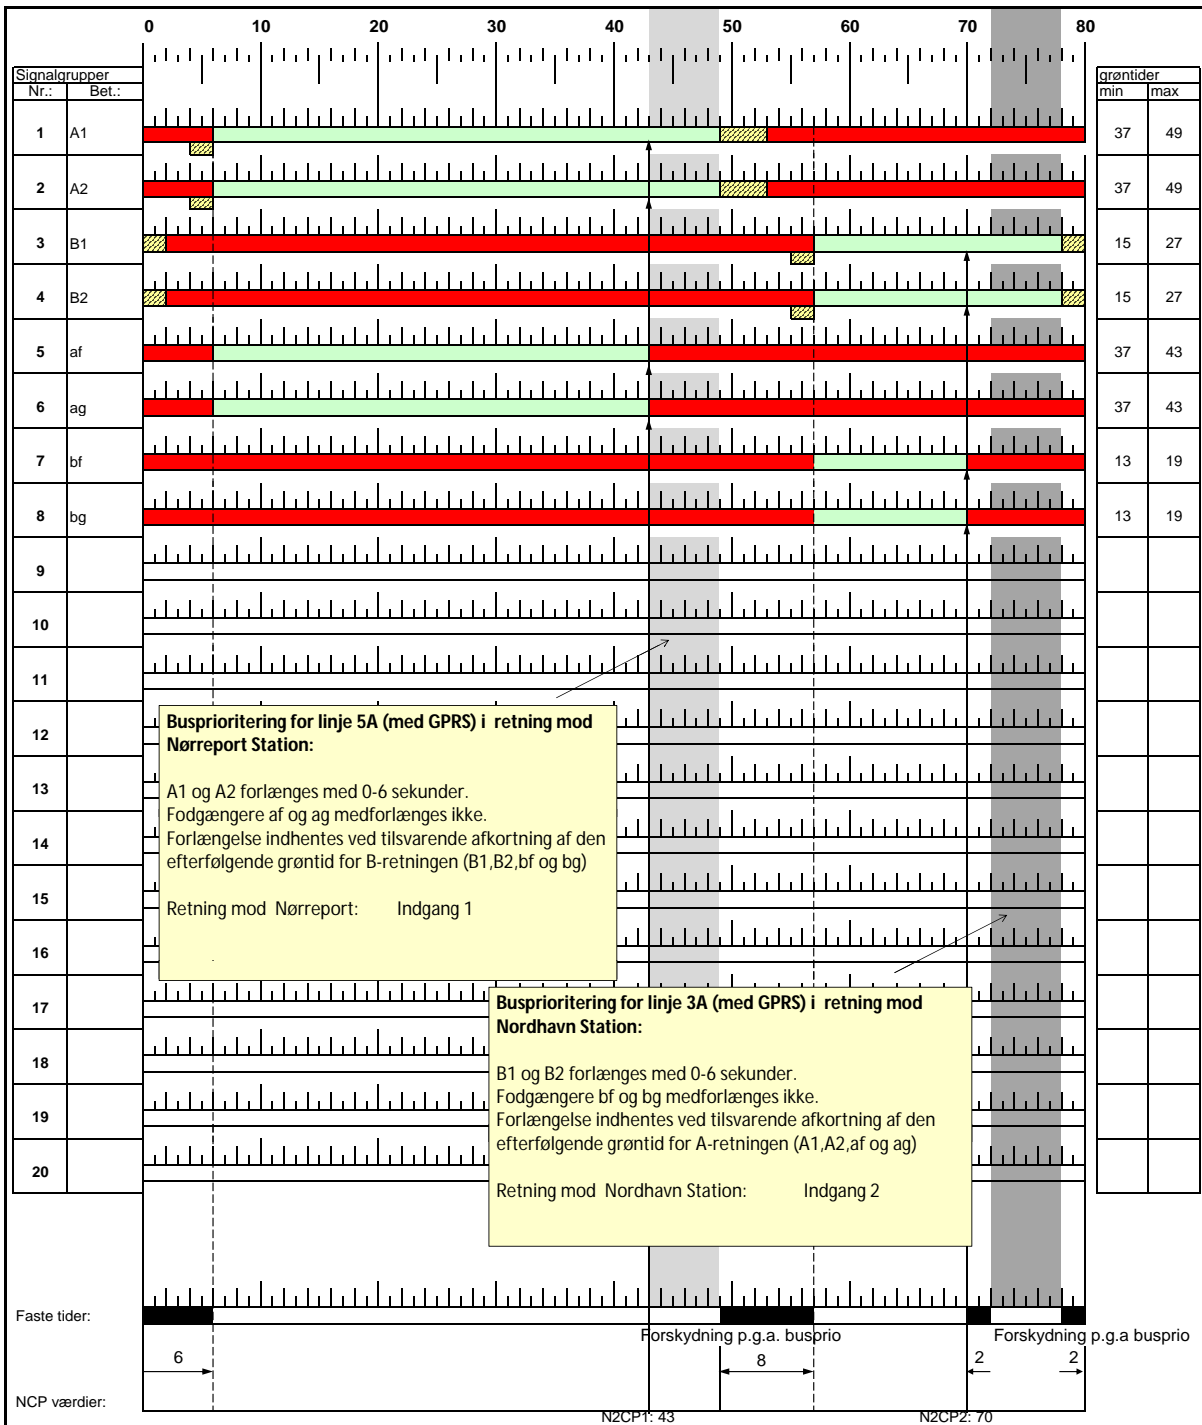 0 10 20 30 40 50 60 70 80
Signalgrupper
Nr.: Bet.:
grøntider
min max
1 A1 37 49
2 A2 37 49
3 B1 15 27
4 B2 15 27
5 af 37 43
6 ag 37 43
7 bf 13 19
8 bg 13 19
9
10
11
12
13
14
15
16
17
18
19
20
Busprioritering for linje 5A (med GPRS) i retning mod
Nørreport Station:
A1 og A2 forlænges med 0-6 sekunder.
Fodgængere af og ag medforlænges ikke.
Forlængelse indhentes ved tilsvarende afkortning af den
efterfølgende grøntid for B-retningen (B1,B2,bf og bg)
Retning mod Nørreport: Indgang 1
Busprioritering for linje 3A (med GPRS) i retning mod
Nordhavn Station:
B1 og B2 forlænges med 0-6 sekunder.
Fodgængere bf og bg medforlænges ikke.
Forlængelse indhentes ved tilsvarende afkortning af den
efterfølgende grøntid for A-retningen (A1,A2,af og ag)
Retning mod Nordhavn Station: Indgang 2
Faste tider:
Forskydning p.g.a. busprio Forskydning p.g.a busprio
6 8 2 2
NCP værdier:
N2CP1: 43 N2CP2: 70